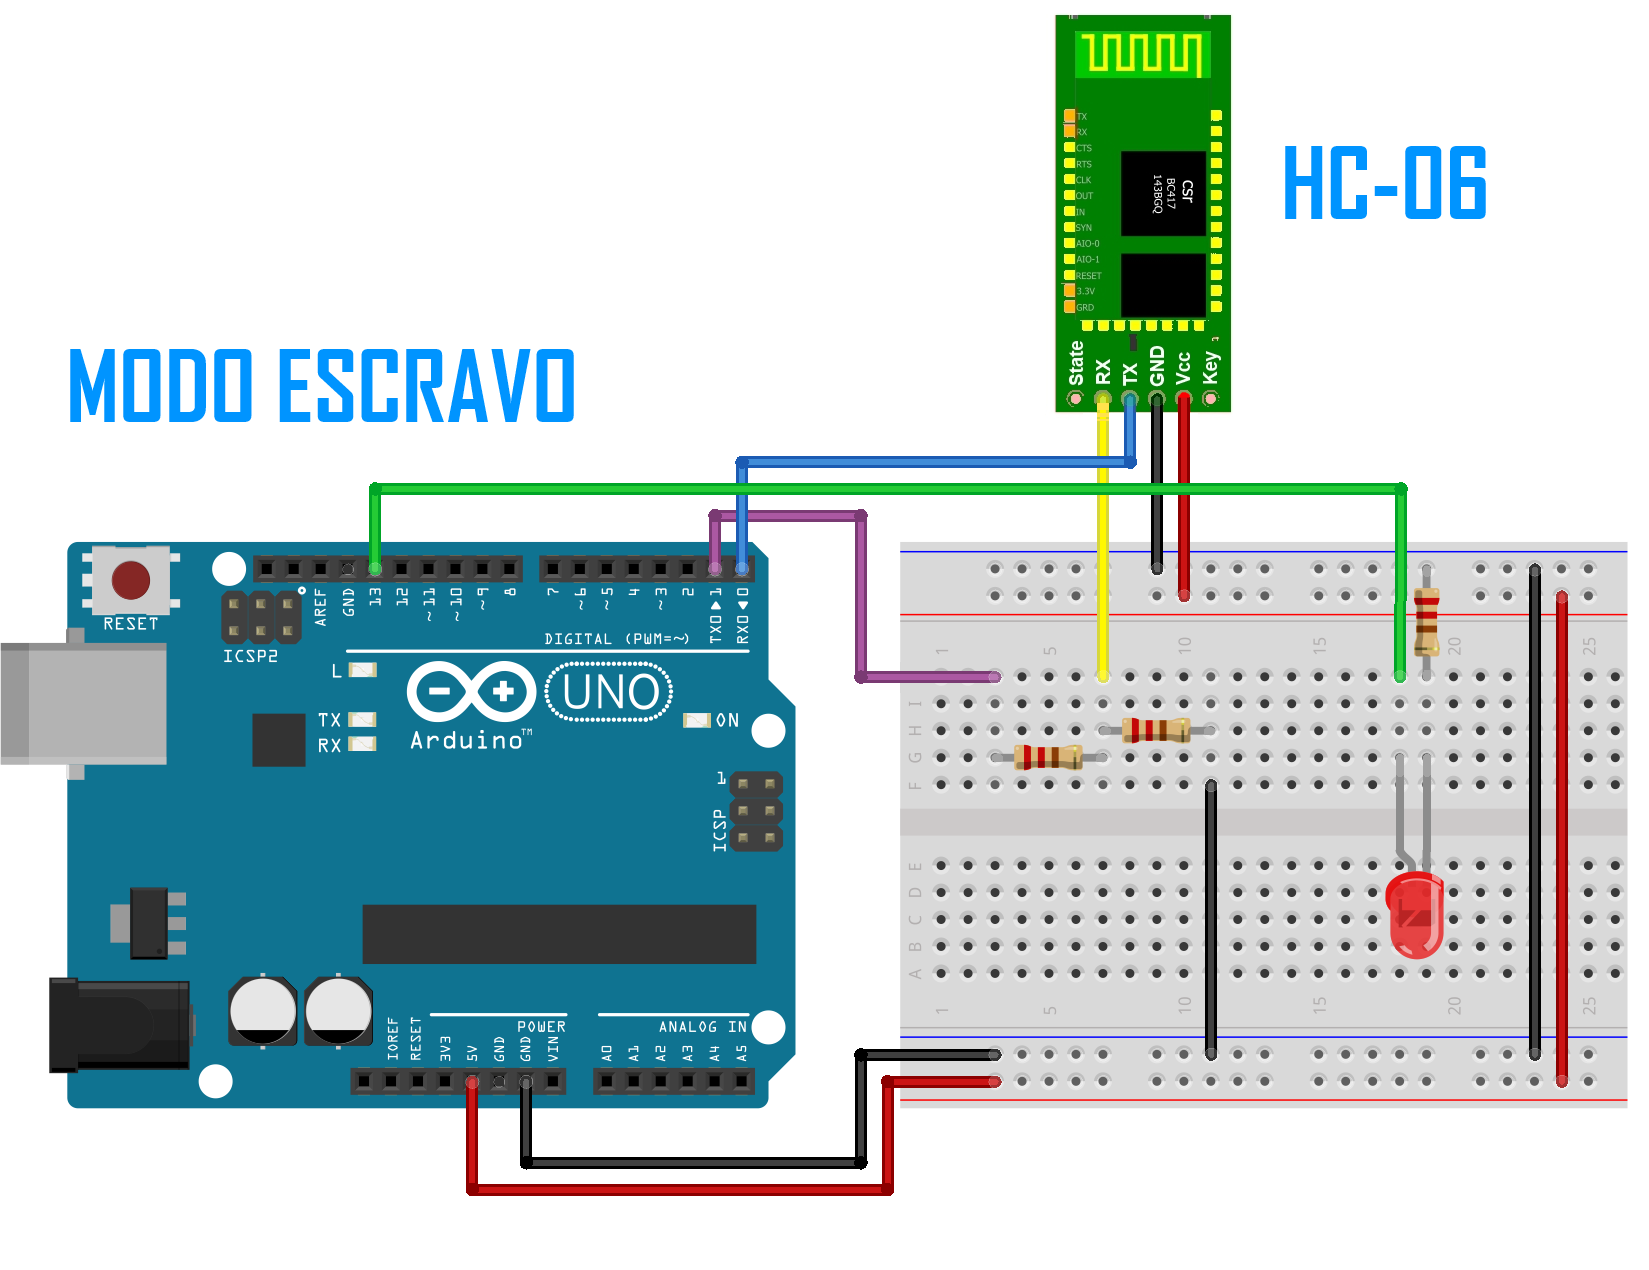 TX
RX
CTS
RTS
CLK
OUT
IN
SYN
AIO-0
AIO-1
RESET
3.3V
GRD
CSr
BC417
143BGQ
HC-06
State
RX
TX
GND
Vcc
Key
MODO ESCRAVO
RESET
ICSP2
AREF
GND
13
12
~11
~10
~9
8
7
~6
~5
4
~3
2
TX0▶1
RX0◀0
DIGITAL (PWM=~)
L
TX
RX
UNO
Arduino™
ON
1
ICSP
IOREF
RESET
3V3
5V
GND
GND
VIN
POWER
ANALOG IN
A0
A1
A2
A3
A4
A5
1 5 10 15 20 25
I
H
G
F
E
D
C
B
A
1 5 10 15 25